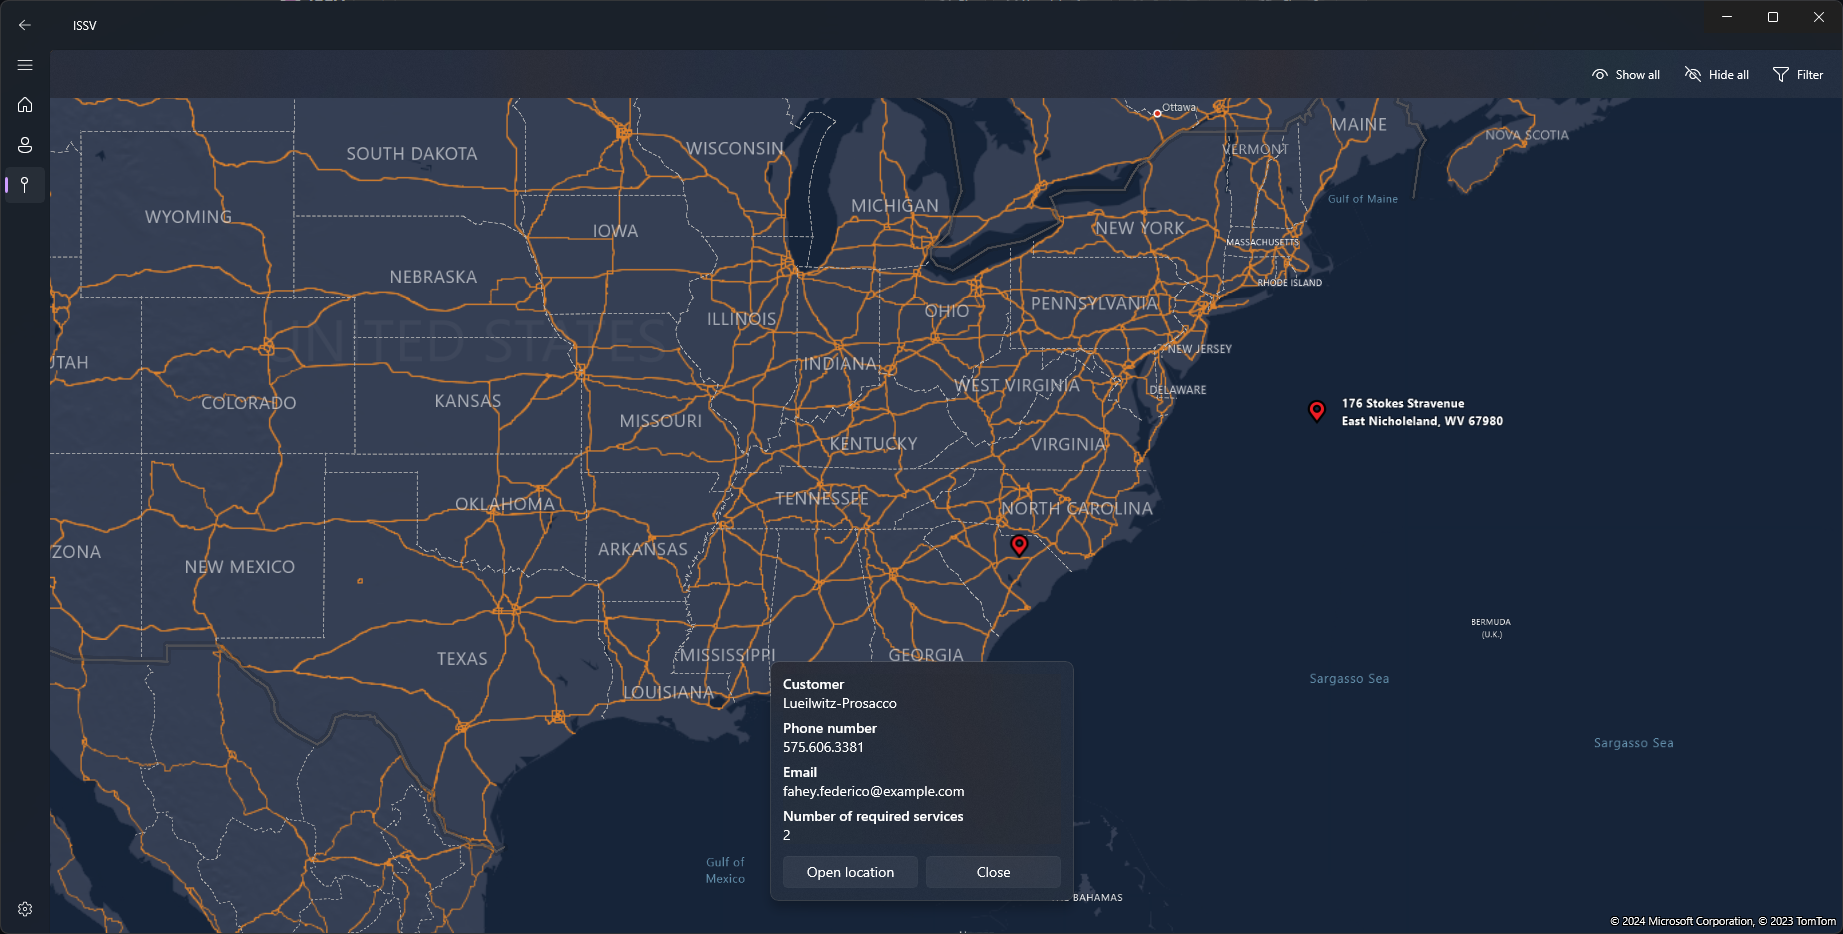 ISSV
Show all
Hide all
Filter
Ottawa
MAINE
NOVA SCOTIA
VERMONT
WISCONSIN
SOUTH DAKOTA
Gulf of Maine
MICHIGAN
WYOMING
IOWA
NEW YORK
MASSACHUSETTS
NEBRASKA
RHODE ISLAND
PENNSYLVANIA
OHIO
ILLINOIS
UNITED STATES
NEW JERSEY
UTAH
INDIANA
WEST VIRGINIA
DELAWARE
COLORADO
KANSAS
176 Stokes Stravenue
East Nicholeland, WV 67980
MISSOURI
KENTUCKY
VIRGINIA
TENNESSEE
OKLAHOMA
NORTH CAROLINA
ARKANSAS
ZONA
NEW MEXICO
BERMUDA
(U.K.)
TEXAS
MISSISSIPPI
GEORGIA
Sargasso Sea
LOUISIANA
Customer
Lueilwitz-Prosacco
Phone number
575.606.3381
Sargasso Sea
Email
fahey.federico@example.com
Number of required services
2
Gulf of
Mexico
Open location
Close
BAHAMAS
© 2024 Microsoft Corporation, © 2023 TomTom